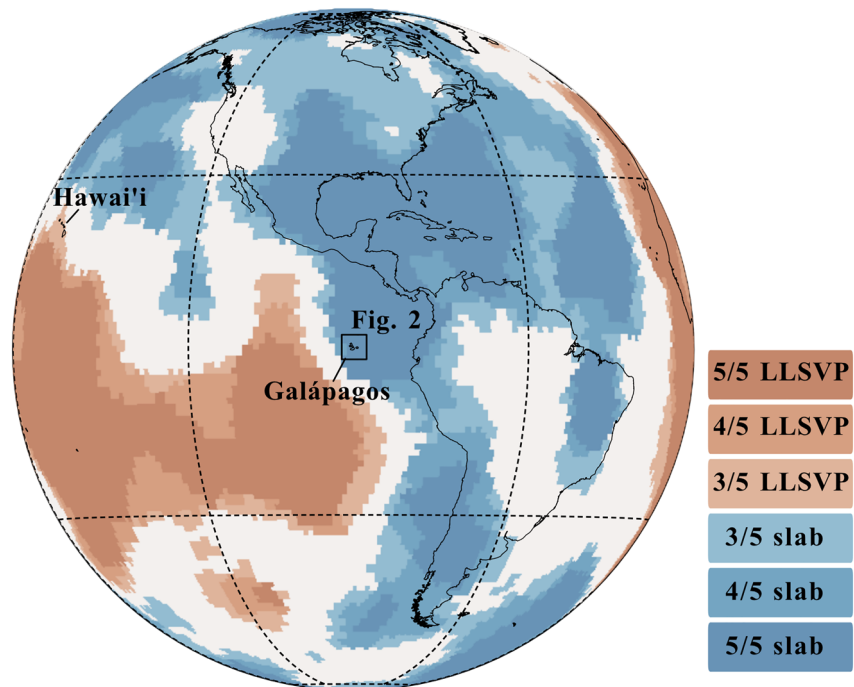 Hawai'i
Fig. 2
Galápagos
5/5 LLSVP
4/5 LLSVP
3/5 LLSVP
3/5 slab
4/5 slab
5/5 slab